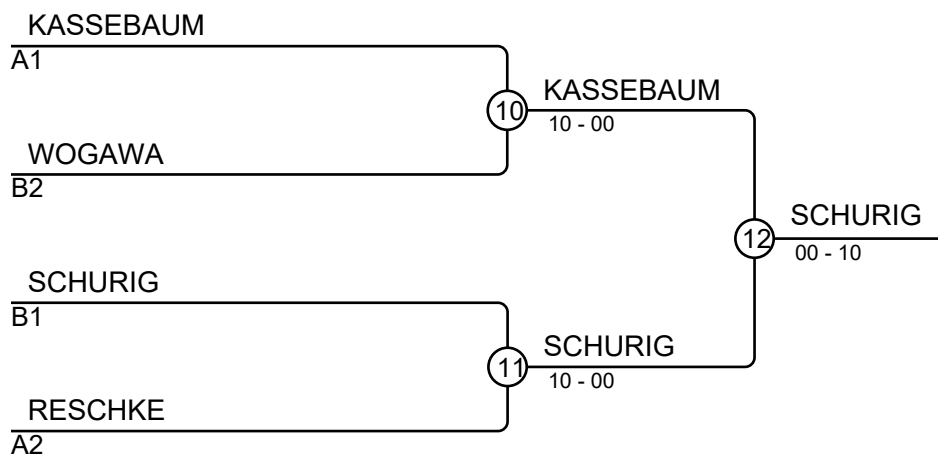 KASSEBAUM
A1
10
KASSEBAUM
10 - 00
WOGAWA
B2
12
SCHURIG
00 - 10
SCHURIG
B1
11
SCHURIG
10 - 00
RESCHKE
A2